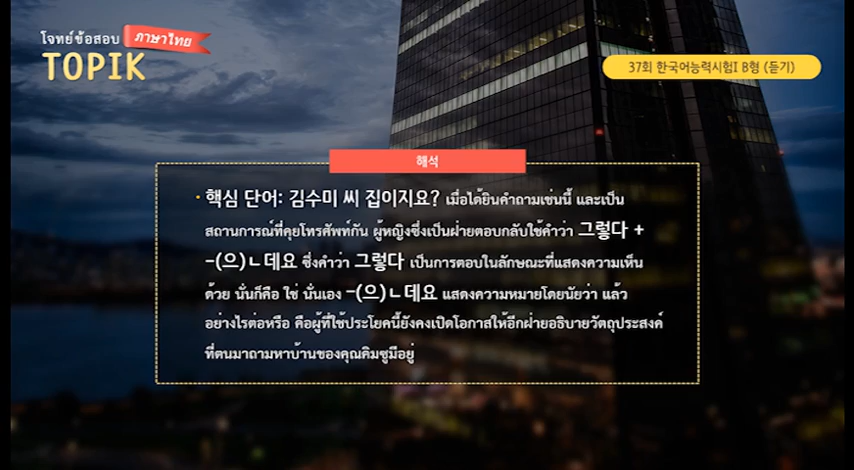 โจทย์ข้อสอบ ภาษาไทย
TOPIK
37회 한국어능력시험I B형 (듣기)
해석
· 핵심 단어: 김수미 씨 집이지요? เมื่อได้ยินคำถามเช่นนี้ และเป็น
สถานการณ์ที่คุยโทรศัพท์กัน ผู้หญิงซึ่งเป็นฝ่ายตอบกลับใช้คำว่า 그렇다 +
-(으)ㄴ데요 ซึ่งคำว่า 그렇다 เป็นการตอบในลักษณะที่แสดงความเห็น
ด้วย นั่นก็คือ ใช่ นั่นเอง -(으)ㄴ데요 แสดงความหมายโดยนัยว่า แล้ว
อย่างไรต่อหรือ คือผู้ที่ใช้ประโยคนี้ยังคงเปิดโอกาสให้อีกฝ่ายอธิบายวัตถุประสงค์
ที่ตนมาถามหาบ้านของคุณคิมซูมีอยู่